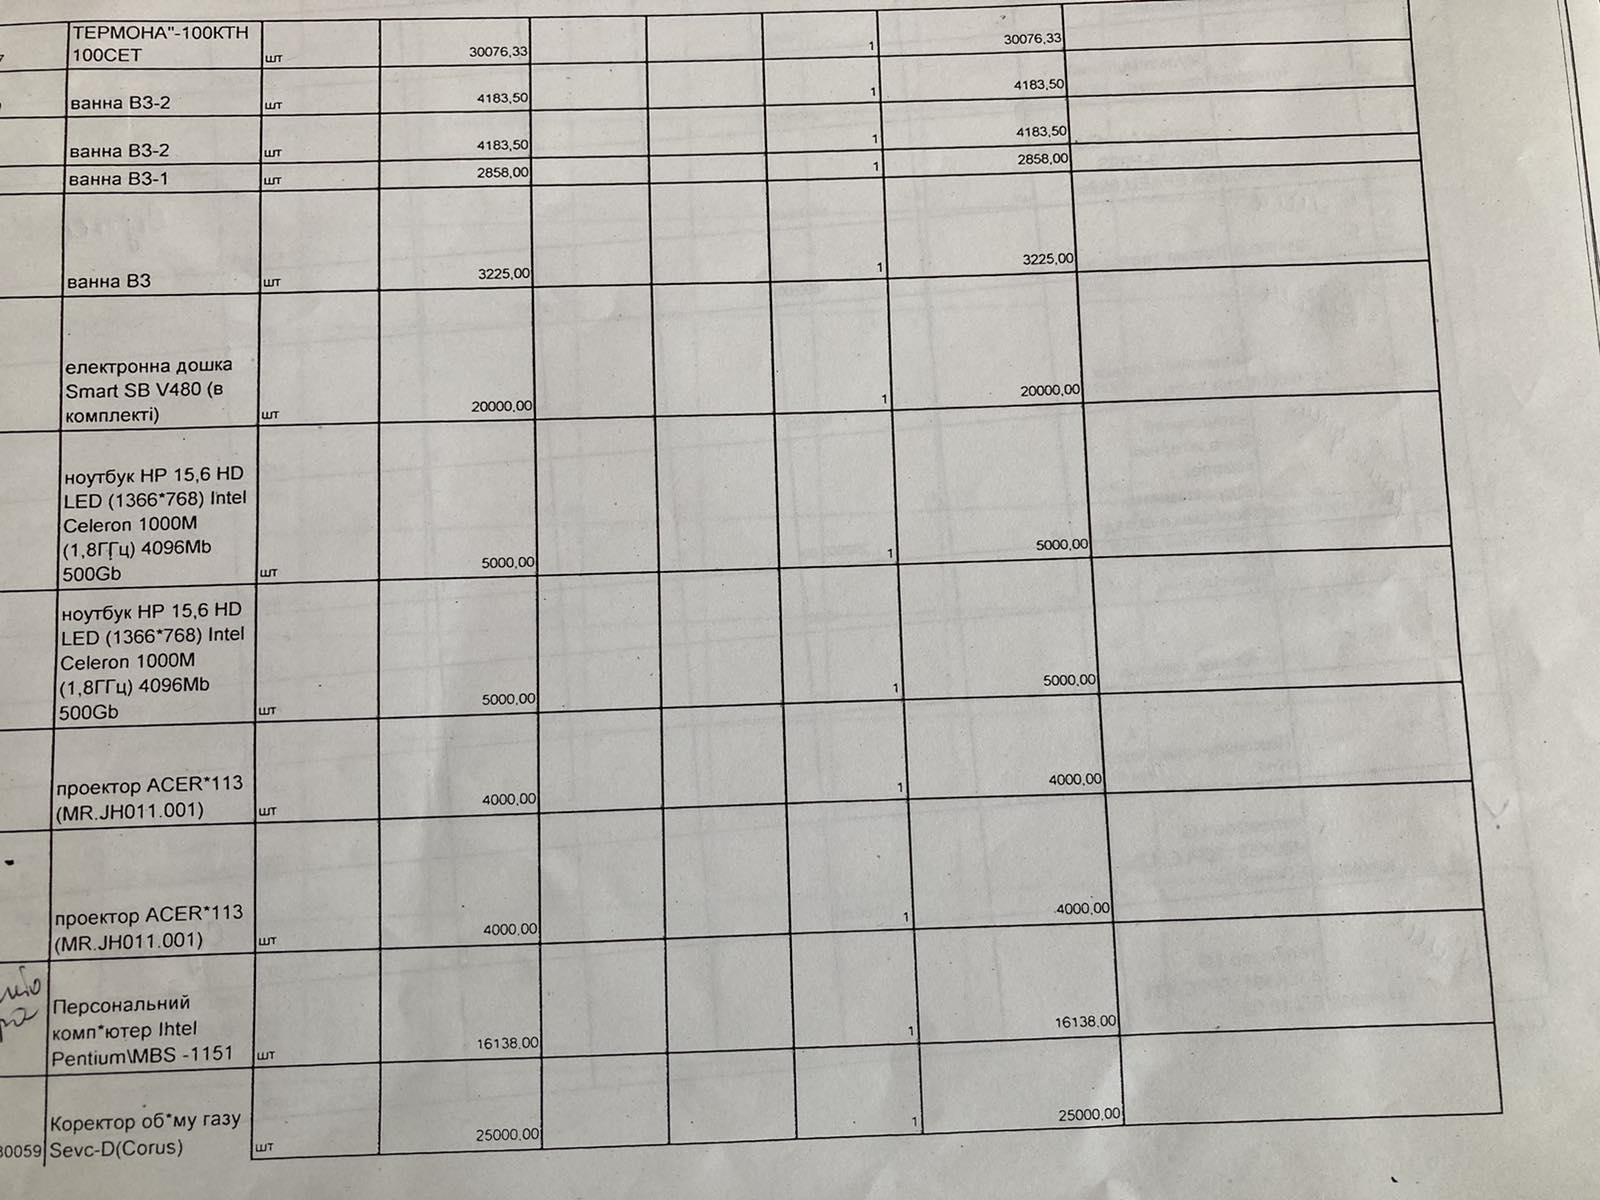 ТЕРМОНА"-100КТН
100СЕТ шт 30076,33 1 30076,33
ванна ВЗ-2 шт 4183,50 1 4183,50
ванна ВЗ-2 шт 4183,50 1 4183,50
ванна ВЗ-1 шт 2858,00 1 2858,00
ванна ВЗ шт 3225,00 1 3225,00
електронна дошка
Smart SB V480 (в
комплекті) шт 20000,00 1 20000,00
ноутбук HP 15,6 HD
LED (1366*768) Intel
Celeron 1000M
(1,8ГГц) 4096Mb
500Gb шт 5000,00 1 5000,00
ноутбук HP 15,6 HD
LED (1366*768) Intel
Celeron 1000M
(1,8ГГц) 4096Mb
500Gb шт 5000,00 1 5000,00
проектор ACER*113
(MR.JH011.001) шт 4000,00 1 4000,00
проектор ACER*113
(MR.JH011.001) шт 4000,00 1 4000,00
Персональний
комп*ютер Ihtel
Pentium\MBS -1151 шт 16138,00 1 16138,00
Коректор об*му газу
30059 Sevc-D(Corus) шт 25000,00 1 25000,00